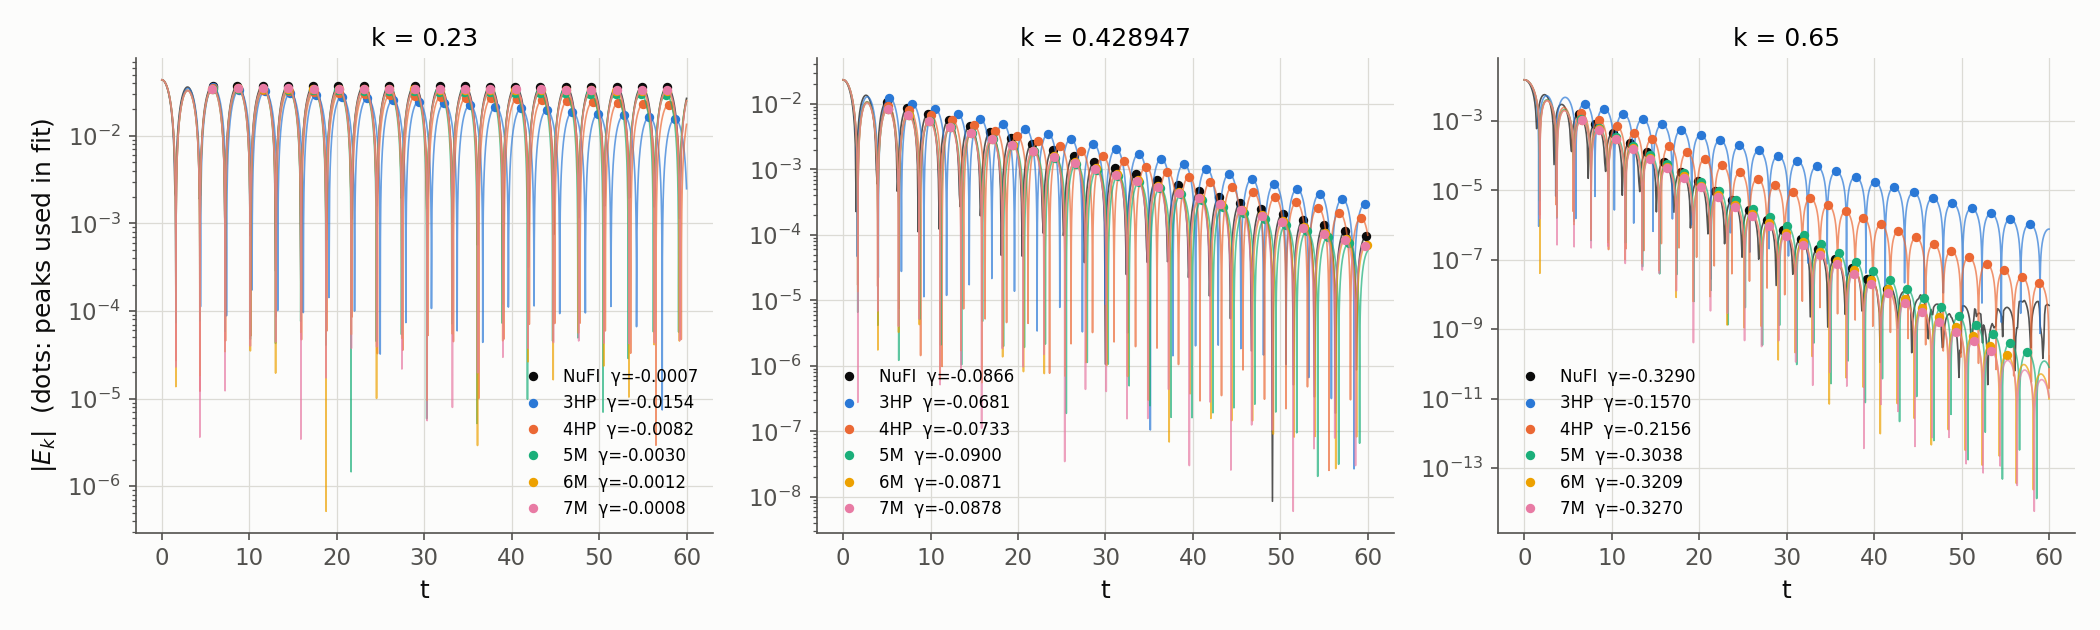 k = 0.23
k = 0.428947
k = 0.65
|E_k| (dots: peaks used in fit)
10⁻²
10⁻³
10⁻⁴
10⁻⁵
10⁻⁶
0 10 20 30 40 50 60
t
NuFI γ=-0.0007
3HP γ=-0.0154
4HP γ=-0.0082
5M γ=-0.0030
6M γ=-0.0012
7M γ=-0.0008
10⁻²
10⁻³
10⁻⁴
10⁻⁵
10⁻⁶
10⁻⁷
10⁻⁸
0 10 20 30 40 50 60
t
NuFI γ=-0.0866
3HP γ=-0.0681
4HP γ=-0.0733
5M γ=-0.0900
6M γ=-0.0871
7M γ=-0.0878
10⁻³
10⁻⁵
10⁻⁷
10⁻⁹
10⁻¹¹
10⁻¹³
0 10 20 30 40 50 60
t
NuFI γ=-0.3290
3HP γ=-0.1570
4HP γ=-0.2156
5M γ=-0.3038
6M γ=-0.3209
7M γ=-0.3270